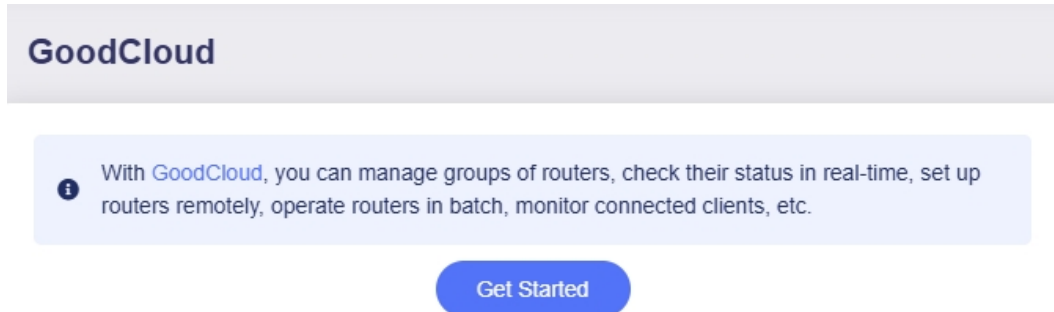 GoodCloud
With GoodCloud, you can manage groups of routers, check their status in real-time, set up
routers remotely, operate routers in batch, monitor connected clients, etc.
Get Started